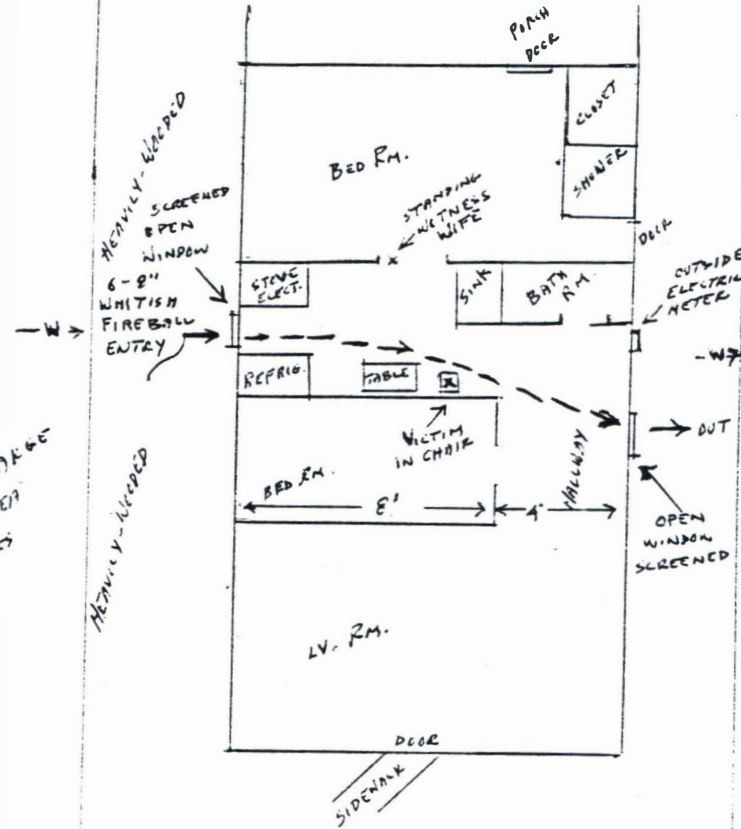 PORCH
DOOR
CLOSET
SHOWER
HEAVILY-WOODED
BED RM.
STANDING
WITNESS
WIFE
SCREENED
OPEN
WINDOW
DOOR
6-8"
WHITISH
FIREBALL
ENTRY
STOVE
ELECT.
X
SINK
BATH
RM.
OUTSIDE
ELECTRIC
METER
W
W
REFRIG.
TABLE
X
OUT
VICTIM
IN CHAIR
HALLWAY
HEAVILY-WOODED
BED RM.
8'
4'
OPEN
WINDOW
SCREENED
LV. RM.
DOOR
SIDEWALK